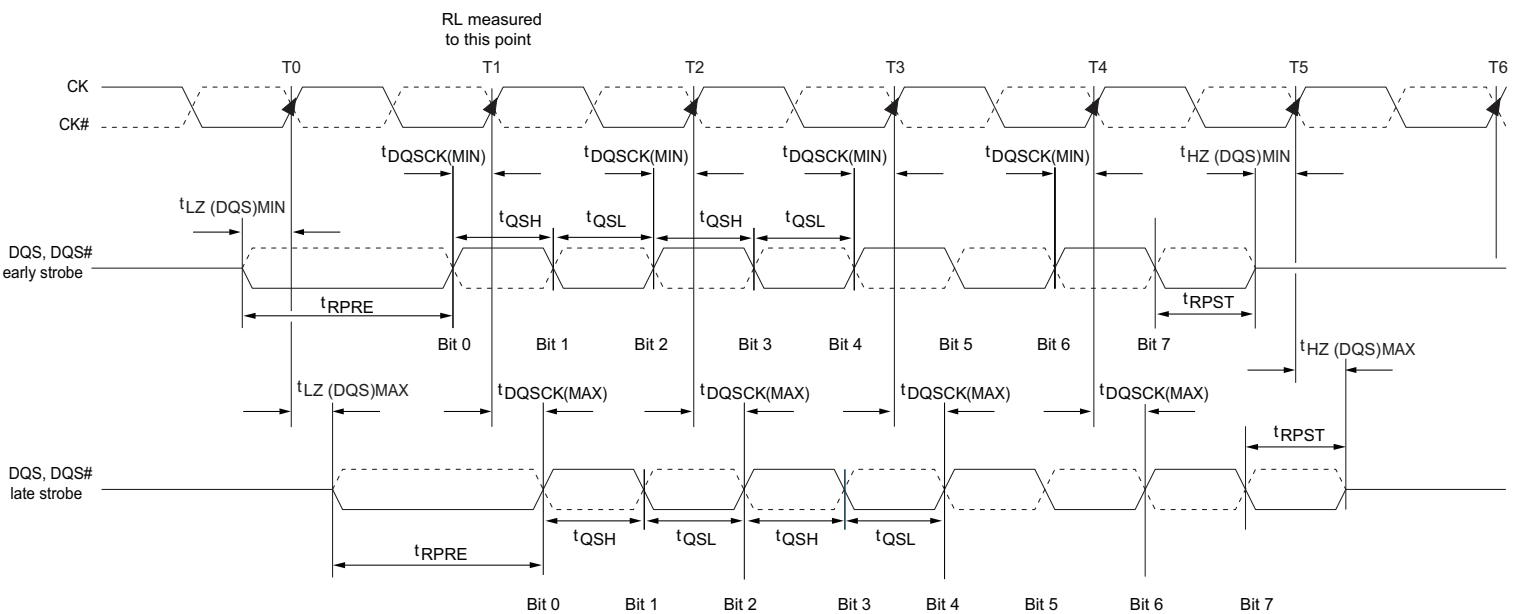 RL measured
to this point
T0 T1 T2 T3 T4 T5 T6
CK
CK#
tDQSCK(MIN) tDQSCK(MIN) tDQSCK(MIN) tDQSCK(MIN) tHZ (DQS)MIN
tLZ (DQS)MIN
tQSH tQSL tQSH tQSL
DQS, DQS#
early strobe
tRPRE tRPST
Bit 0 Bit 1 Bit 2 Bit 3 Bit 4 Bit 5 Bit 6 Bit 7
tHZ (DQS)MAX
tLZ (DQS)MAX tDQSCK(MAX) tDQSCK(MAX) tDQSCK(MAX) tDQSCK(MAX)
tRPST
DQS, DQS#
late strobe
tQSH tQSL tQSH tQSL
tRPRE
Bit 0 Bit 1 Bit 2 Bit 3 Bit 4 Bit 5 Bit 6 Bit 7